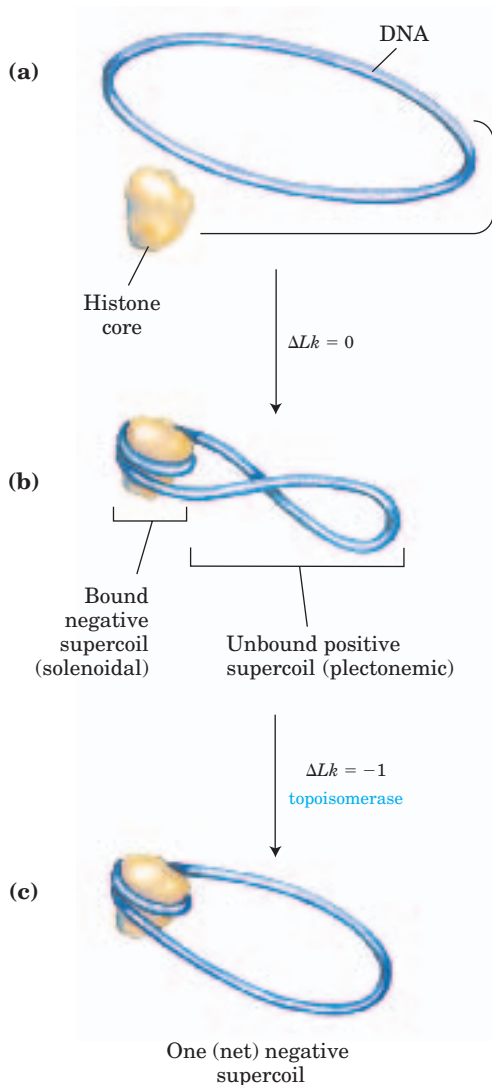 DNA
(a)
Histone
core
ΔLk = 0
(b)
Bound
negative
supercoil
(solenoidal)
Unbound positive
supercoil (plectonemic)
ΔLk = −1
topoisomerase
(c)
One (net) negative
supercoil